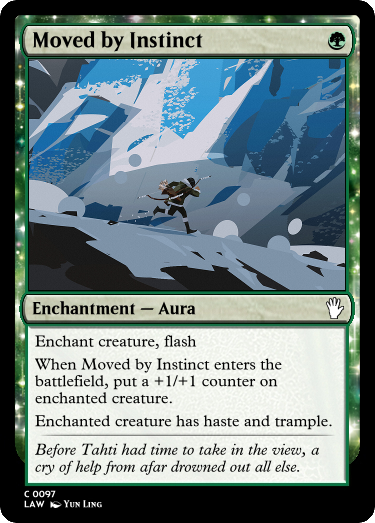 Moved by Instinct
Enchantment — Aura
Enchant creature, flash
When Moved by Instinct enters the
battlefield, put a +1/+1 counter on
enchanted creature.
Enchanted creature has haste and trample.
Before Tahti had time to take in the view, a
cry of help from afar drowned out all else.
C 0097
LAW Yun Ling